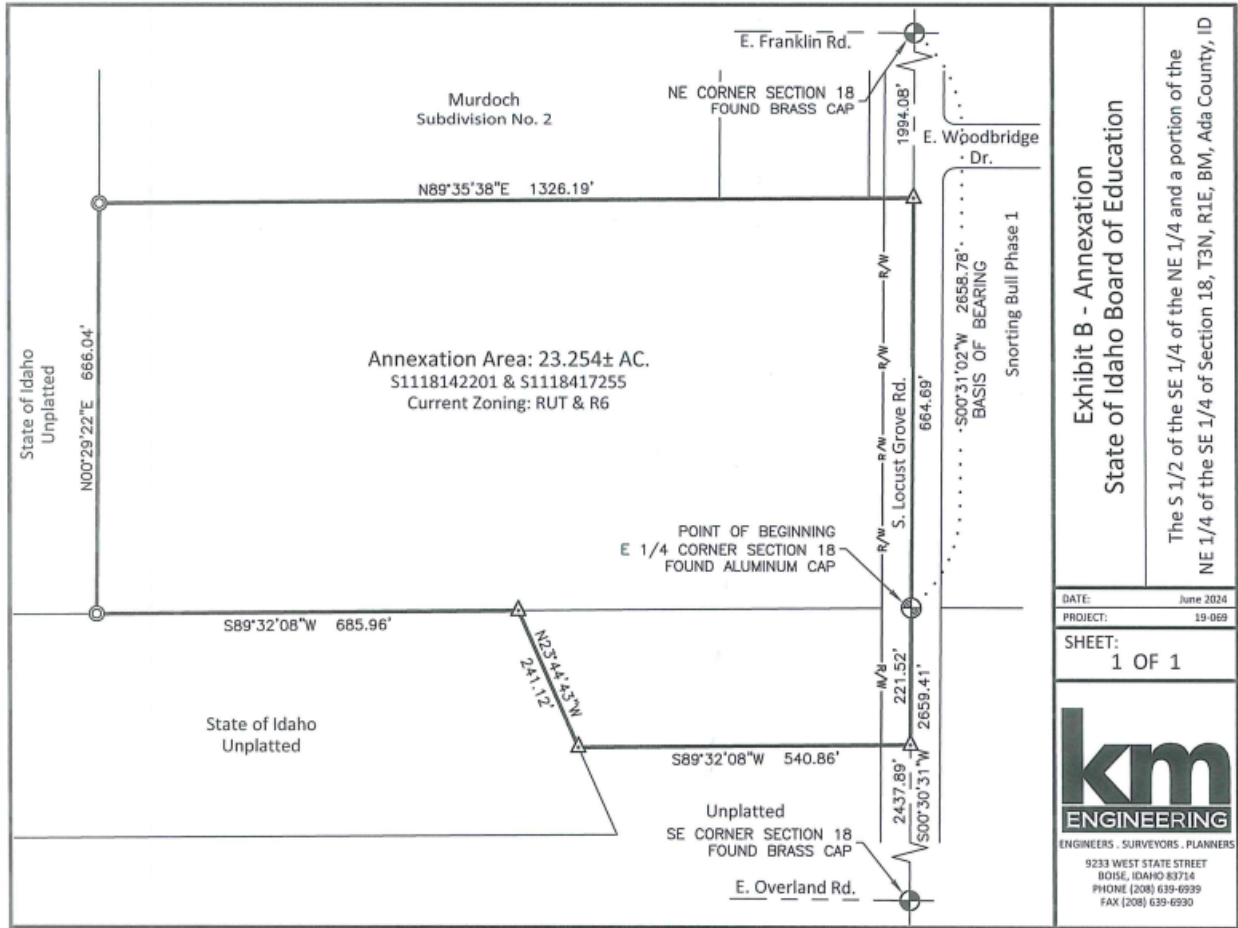 E. Franklin Rd.
NE CORNER SECTION 18
FOUND BRASS CAP
1994.08'
Murdoch
Subdivision No. 2
E. Woodbridge
Dr.
N89°35'38"E 1326.19'
State of Idaho
Unplatted
N00°29'22"E 666.04'
Annexation Area: 23.254± AC.
S1118142201 & S1118417255
Current Zoning: RUT & R6
R/W
R/W
R/W
R/W
R/W
S. Locust Grove Rd.
664.69'
S00°31'02"W 2658.78'
BASIS OF BEARING
Snorting Bull Phase 1
POINT OF BEGINNING
E 1/4 CORNER SECTION 18
FOUND ALUMINUM CAP
S89°32'08"W 685.96'
N23°44'43"W
241.12'
221.52'
2659.41'
S00°30'31"W
2437.89'
State of Idaho
Unplatted
S89°32'08"W 540.86'
Unplatted
SE CORNER SECTION 18
FOUND BRASS CAP
E. Overland Rd.
Exhibit B - Annexation
State of Idaho Board of Education
The S 1/2 of the SE 1/4 of the NE 1/4 and a portion of the
NE 1/4 of the SE 1/4 of Section 18, T3N, R1E, BM, Ada County, ID
DATE: June 2024
PROJECT: 19-069
SHEET:
1 OF 1
km
ENGINEERING
ENGINEERS . SURVEYORS . PLANNERS
9233 WEST STATE STREET
BOISE, IDAHO 83714
PHONE (208) 639-6939
FAX (208) 639-6930